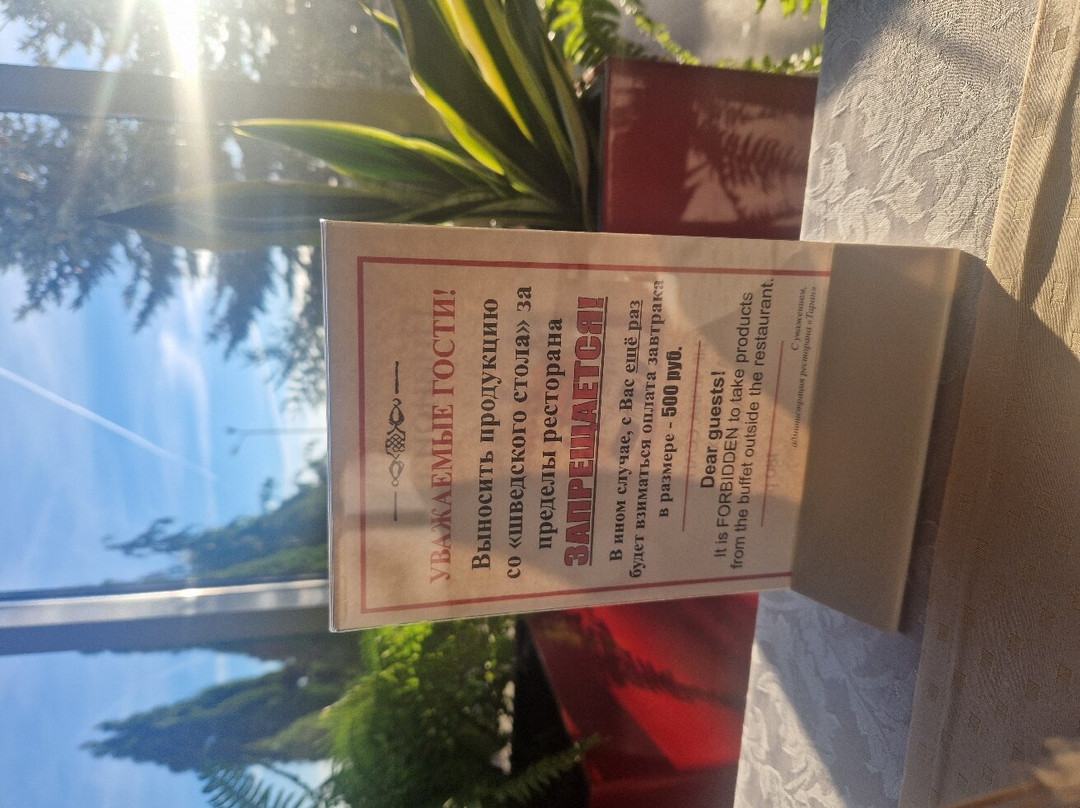 УВАЖАЕМЫЕ ГОСТИ!
Выносить продукцию
со «шведского стола» за
пределы ресторана
ЗАПРЕЩАЕТСЯ!
В ином случае, с Вас ещё раз
будет взиматься оплата завтрака
в размере - 500 руб.
Dear guests!
It is FORBIDDEN to take products
from the buffet outside the restaurant.
С уважением,
администрация ресторана